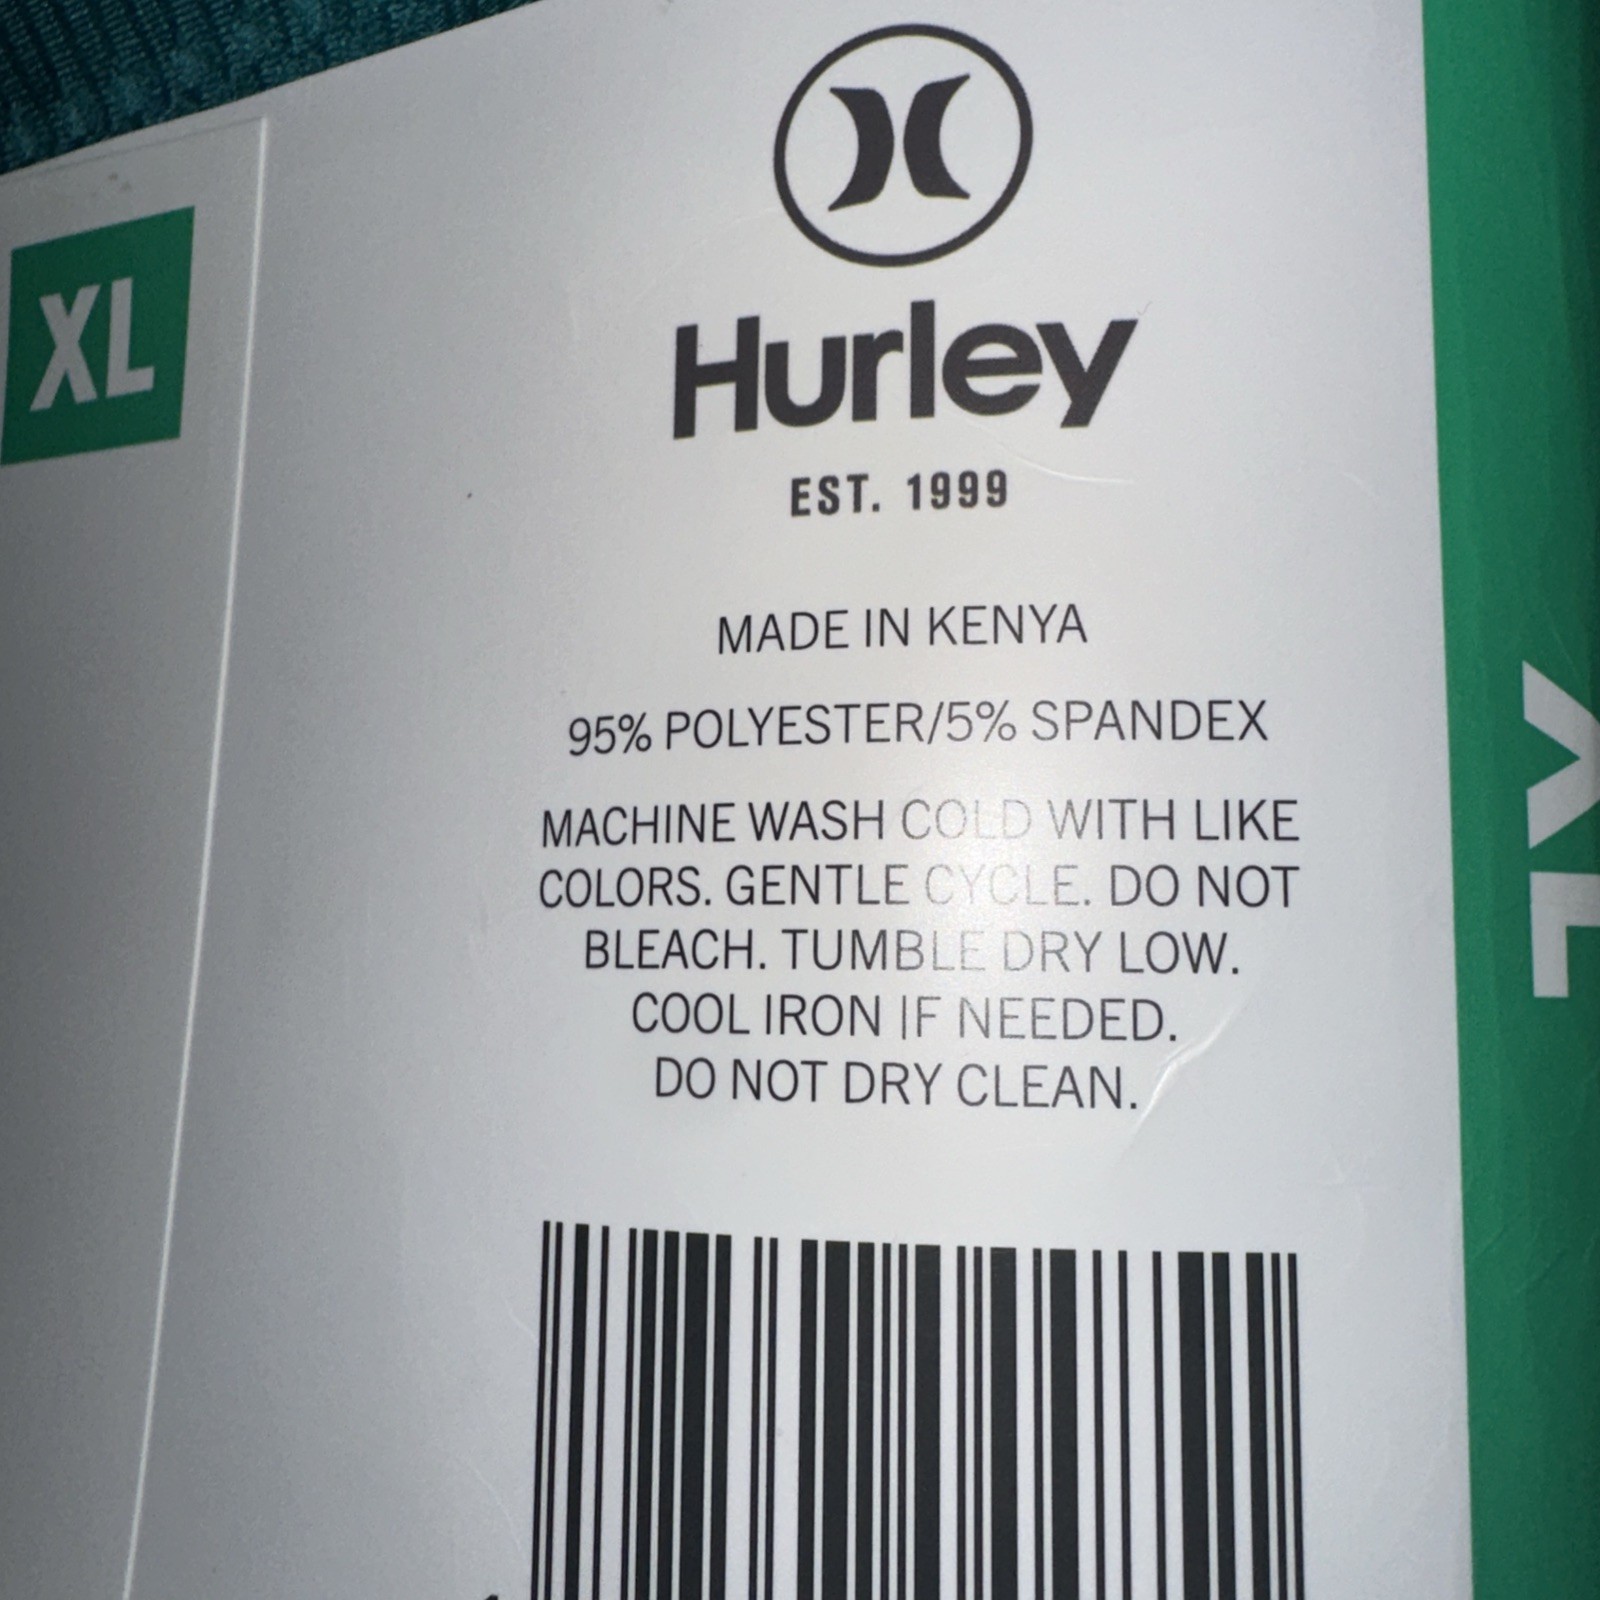 XL
Hurley
EST. 1999
MADE IN KENYA
95% POLYESTER/5% SPANDEX
MACHINE WASH COLD WITH LIKE
COLORS. GENTLE CYCLE. DO NOT
BLEACH. TUMBLE DRY LOW.
COOL IRON IF NEEDED.
DO NOT DRY CLEAN.
XL